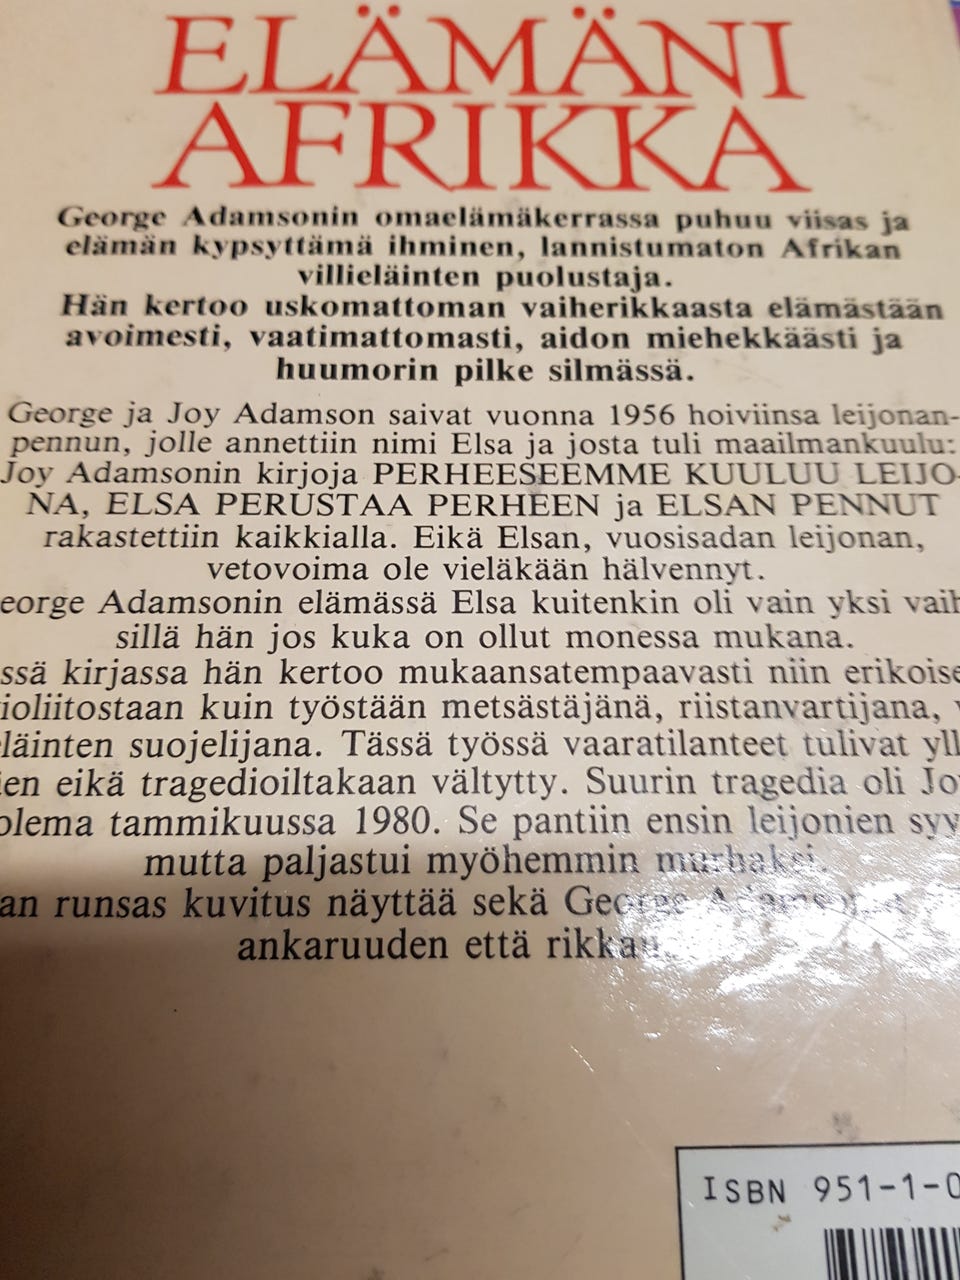 ELÄMÄNI
AFRIKKA
George Adamsonin omaelämäkerrassa puhuu viisas ja
elämän kypsyttämä ihminen, lannistumaton Afrikan
villieläinten puolustaja.
Hän kertoo uskomattoman vaiherikkaasta elämästään
avoimesti, vaatimattomasti, aidon miehekkäästi ja
huumorin pilke silmässä.
George ja Joy Adamson saivat vuonna 1956 hoiviinsa leijonan-
pennun, jolle annettiin nimi Elsa ja josta tuli maailmankuulu:
Joy Adamsonin kirjoja PERHEESEEMME KUULUU LEIJO-
NA, ELSA PERUSTAA PERHEEN ja ELSAN PENNUT
rakastettiin kaikkialla. Eikä Elsan, vuosisadan leijonan,
vetovoima ole vieläkään hälvennyt.
eorge Adamsonin elämässä Elsa kuitenkin oli vain yksi vaih
sillä hän jos kuka on ollut monessa mukana.
ssä kirjassa hän kertoo mukaansatempaavasti niin erikoise
ioliitostaan kuin työstään metsästäjänä, riistanvartijana, v
läinten suojelijana. Tässä työssä vaaratilanteet tulivat yll
en eikä tragedioiltakaan vältytty. Suurin tragedia oli Jo
olema tammikuussa 1980. Se pantiin ensin leijonien syy
mutta paljastui myöhemmin murhaksi.
an runsas kuvitus näyttää sekä George
ankaruuden että
ISBN 951-1-0